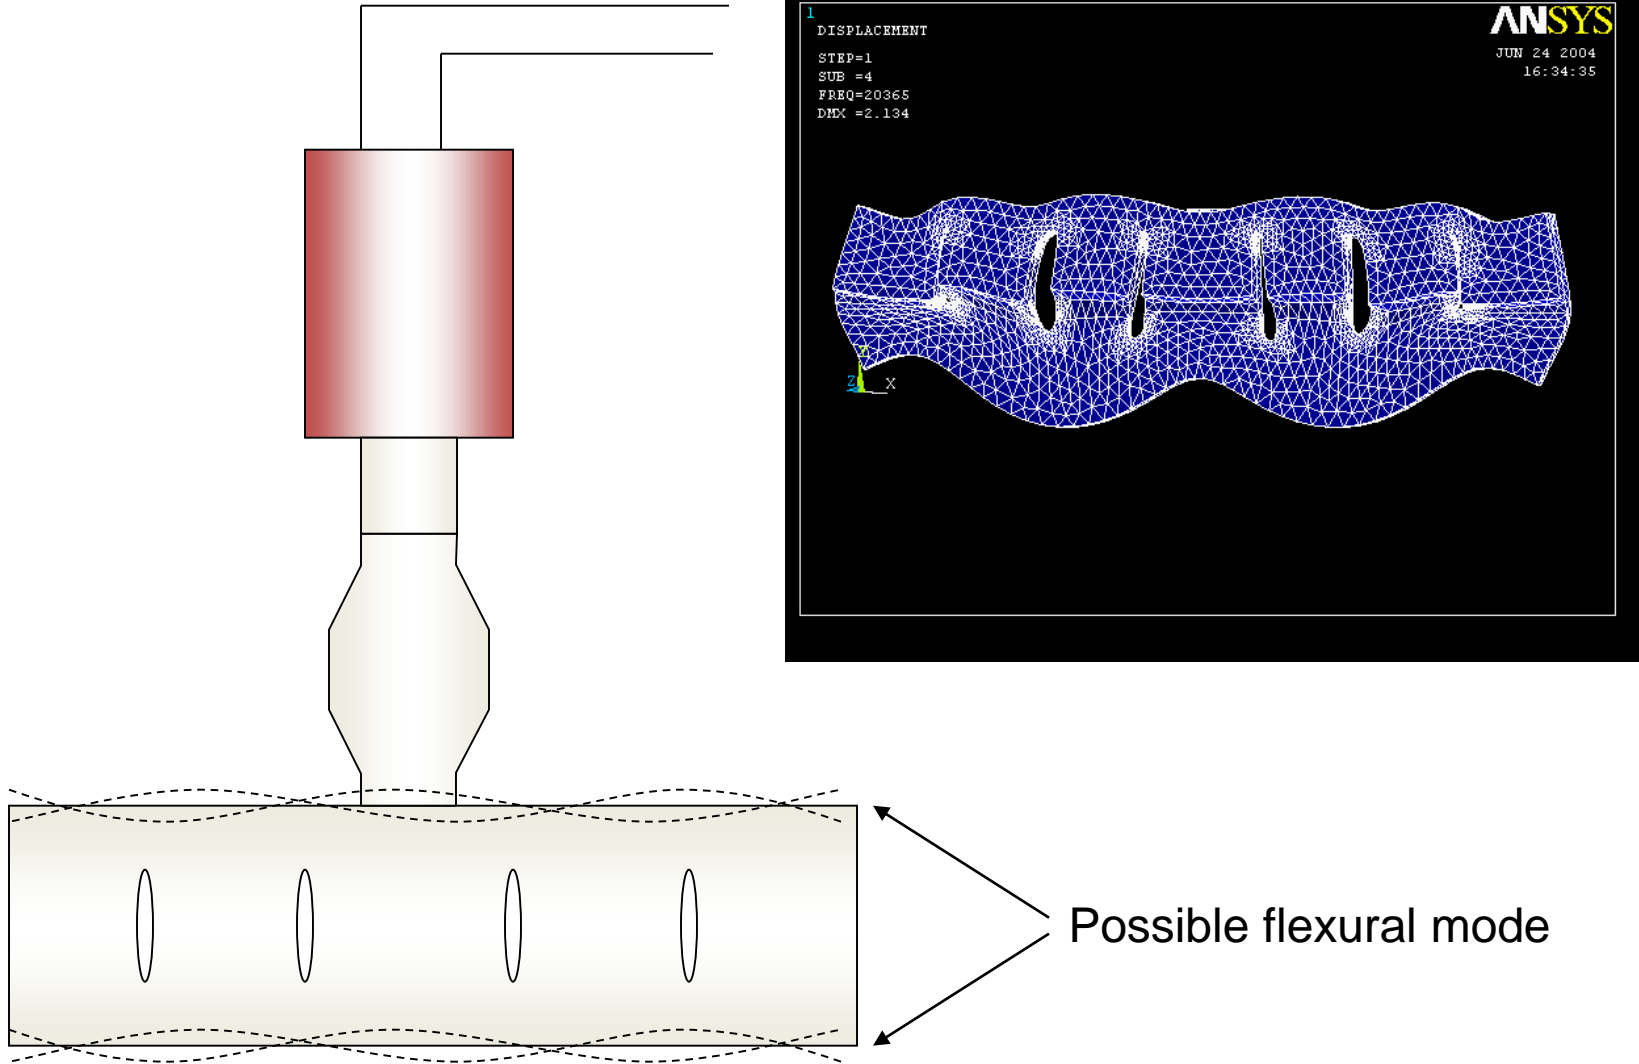 1
DISPLACEMENT
STEP=1
SUB =4
FREQ=20365
DMX =2.134
ANSYS
JUN 24 2004
16:34:35
Y
Z
X
Possible flexural mode